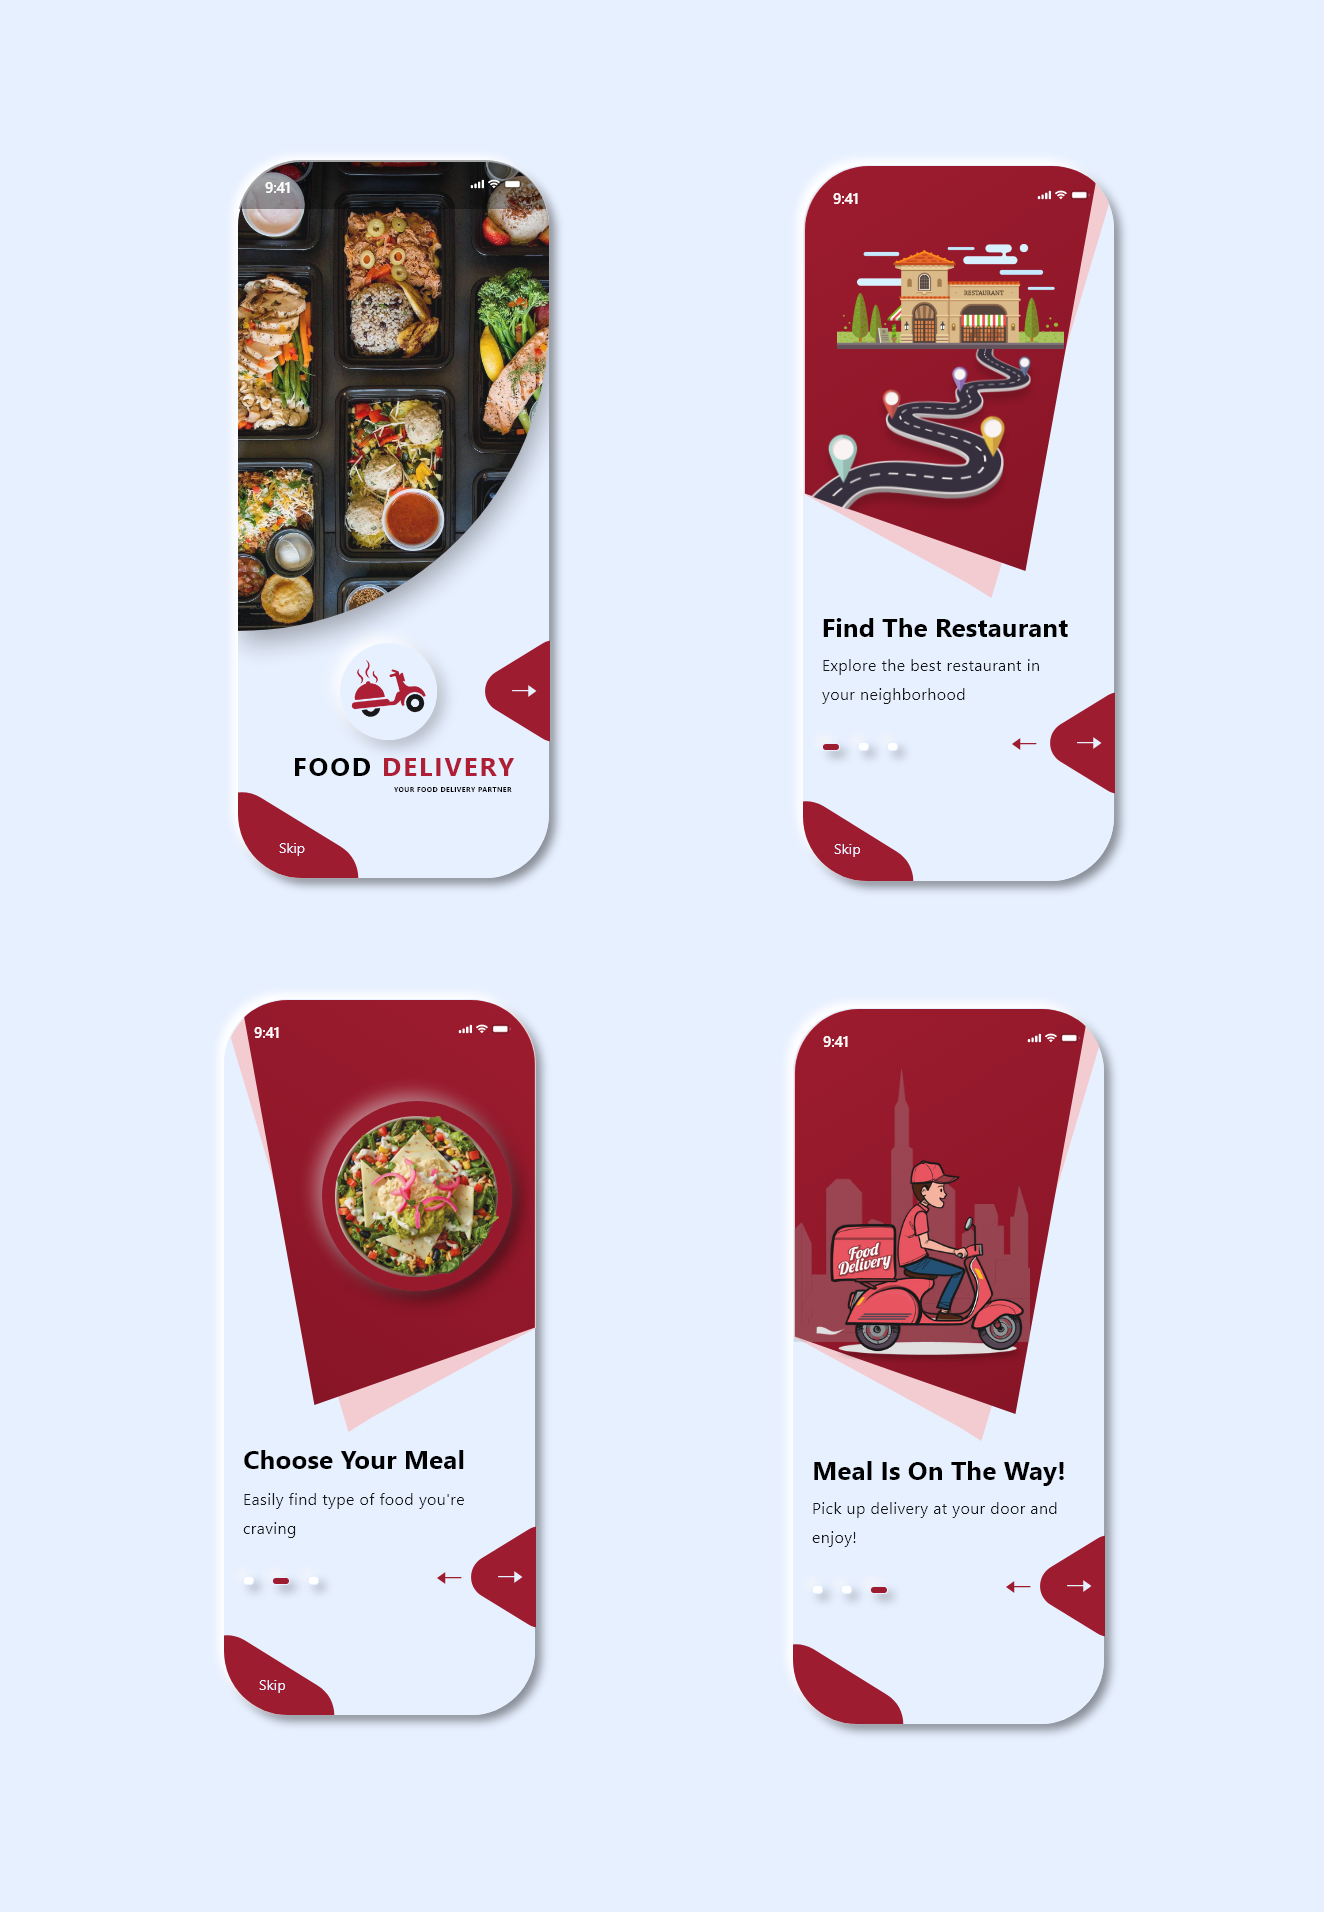 9:41
FOOD DELIVERY
YOUR FOOD DELIVERY PARTNER
Skip
9:41
RESTAURANT
Find The Restaurant
Explore the best restaurant in
your neighborhood
Skip
9:41
Choose Your Meal
Easily find type of food you're
craving
Skip
9:41
Food
Delivery
Meal Is On The Way!
Pick up delivery at your door and
enjoy!